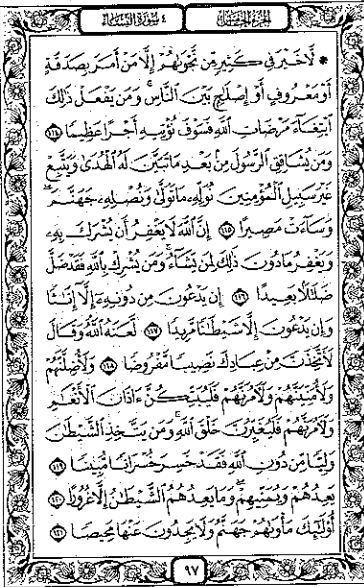 الجزء الخامس ٤ سورة النساء
* لَّا خَيْرَ فِي كَثِيرٍ مِّن نَّجْوَىٰهُمْ إِلَّا مَنْ أَمَرَ بِصَدَقَةٍ
أَوْ مَعْرُوفٍ أَوْ إِصْلَٰحٍۭ بَيْنَ ٱلنَّاسِ ۚ وَمَن يَفْعَلْ ذَٰلِكَ
ٱبْتِغَآءَ مَرْضَاتِ ٱللَّهِ فَسَوْفَ نُؤْتِيهِ أَجْرًا عَظِيمًا ١١٤
وَمَن يُشَاقِقِ ٱلرَّسُولَ مِنۢ بَعْدِ مَا تَبَيَّنَ لَهُ ٱلْهُدَىٰ وَيَتَّبِعْ
غَيْرَ سَبِيلِ ٱلْمُؤْمِنِينَ نُوَلِّهِۦ مَا تَوَلَّىٰ وَنُصْلِهِۦ جَهَنَّمَ ۖ
وَسَآءَتْ مَصِيرًا ١١٥ إِنَّ ٱللَّهَ لَا يَغْفِرُ أَن يُشْرَكَ بِهِۦ
وَيَغْفِرُ مَا دُونَ ذَٰلِكَ لِمَن يَشَآءُ ۚ وَمَن يُشْرِكْ بِٱللَّهِ فَقَدْ ضَلَّ
ضَلَٰلًۢا بَعِيدًا ١١٦ إِن يَدْعُونَ مِن دُونِهِۦٓ إِلَّآ إِنَٰثًا
وَإِن يَدْعُونَ إِلَّا شَيْطَٰنًا مَّرِيدًا ١١٧ لَّعَنَهُ ٱللَّهُ ۘ وَقَالَ
لَأَتَّخِذَنَّ مِنْ عِبَادِكَ نَصِيبًا مَّفْرُوضًا ١١٨ وَلَأُضِلَّنَّهُمْ
وَلَأُمَنِّيَنَّهُمْ وَلَءَامُرَنَّهُمْ فَلَيُبَتِّكُنَّ ءَاذَانَ ٱلْأَنْعَٰمِ
وَلَءَامُرَنَّهُمْ فَلَيُغَيِّرُنَّ خَلْقَ ٱللَّهِ ۚ وَمَن يَتَّخِذِ ٱلشَّيْطَٰنَ
وَلِيًّا مِّن دُونِ ٱللَّهِ فَقَدْ خَسِرَ خُسْرَانًا مُّبِينًا ١١٩
يَعِدُهُمْ وَيُمَنِّيهِمْ ۖ وَمَا يَعِدُهُمُ ٱلشَّيْطَٰنُ إِلَّا غُرُورًا ١٢٠
أُو۟لَٰٓئِكَ مَأْوَىٰهُمْ جَهَنَّمُ وَلَا يَجِدُونَ عَنْهَا مَحِيصًا ١٢١
٩٧